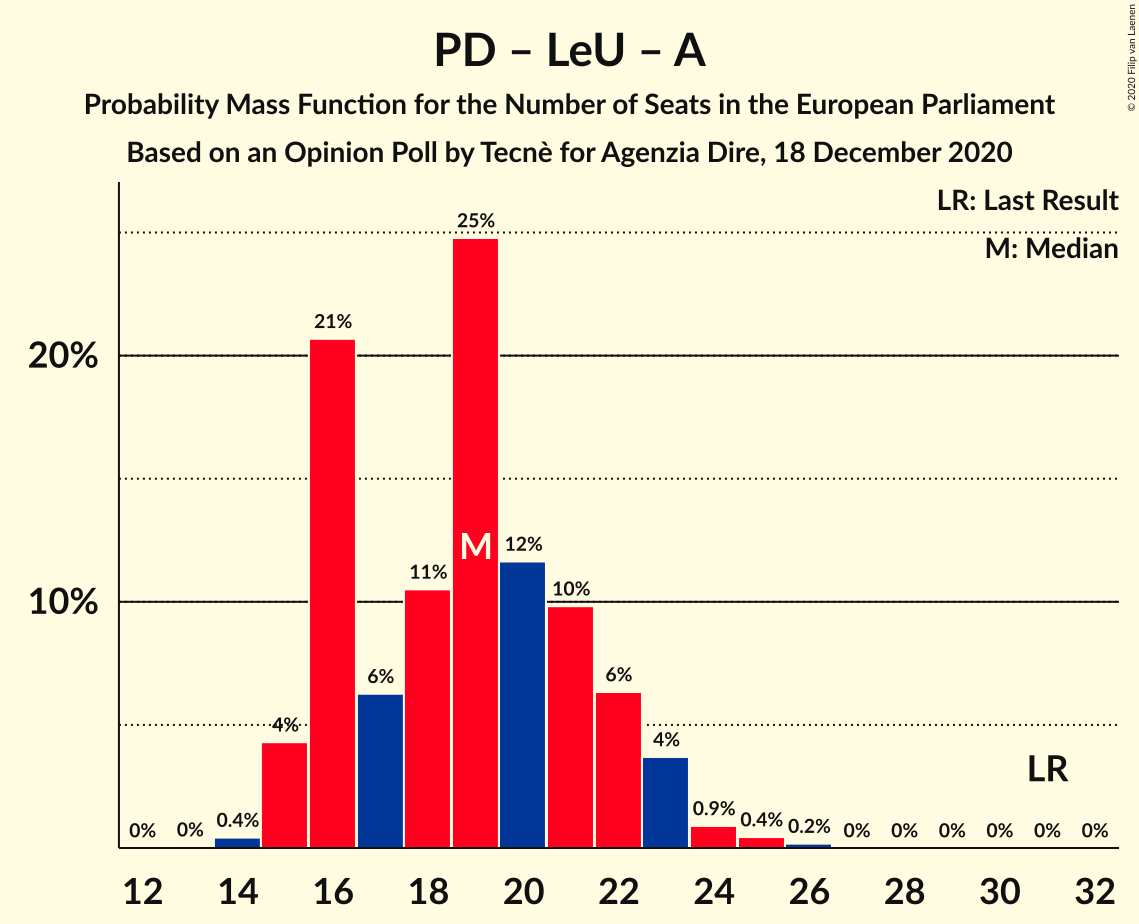 PD – LeU – A
Probability Mass Function for the Number of Seats in the European Parliament
Based on an Opinion Poll by Tecnè for Agenzia Dire, 18 December 2020
© 2020 Filip van Laenen
LR: Last Result
M: Median
25%
21%
20%
M
12%
11%
10%
10%
6%
6%
4%
4%
LR
0% 0% 0.4% 0.9% 0.4% 0.2% 0% 0% 0% 0% 0% 0%
12 14 16 18 20 22 24 26 28 30 32